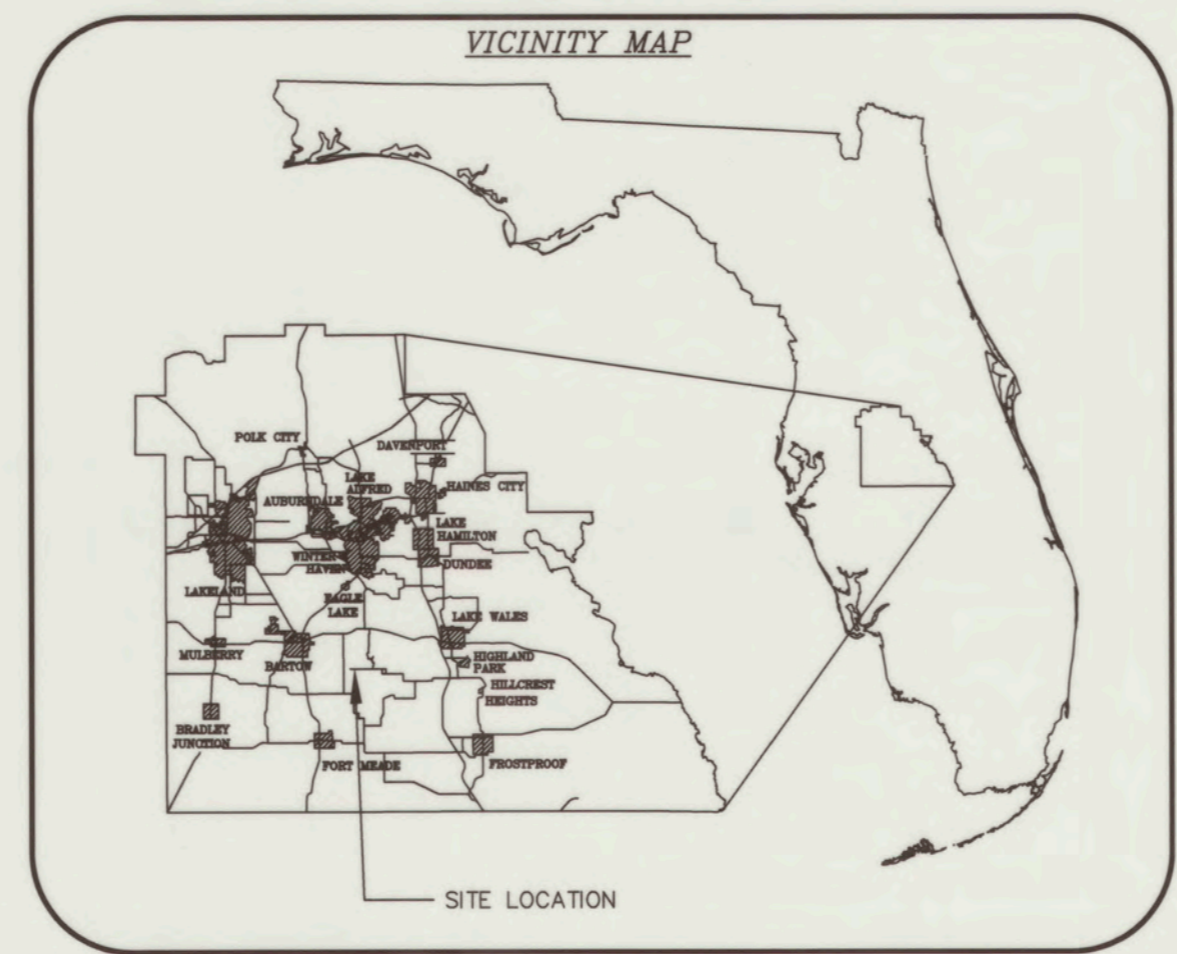 VICINITY MAP
POLK CITY
DAVENPORT
LAKE
ALFRED
HAINES CITY
AUBURNDALE
LAKE
HAMILTON
WINTER
HAVEN
DUNDEE
LAKELAND
EAGLE
LAKE
LAKE WALES
MULBERRY
BARTOW
HIGHLAND
PARK
HILLCREST
HEIGHTS
BRADLEY
JUNCTION
FORT MEADE
FROSTPROOF
SITE LOCATION